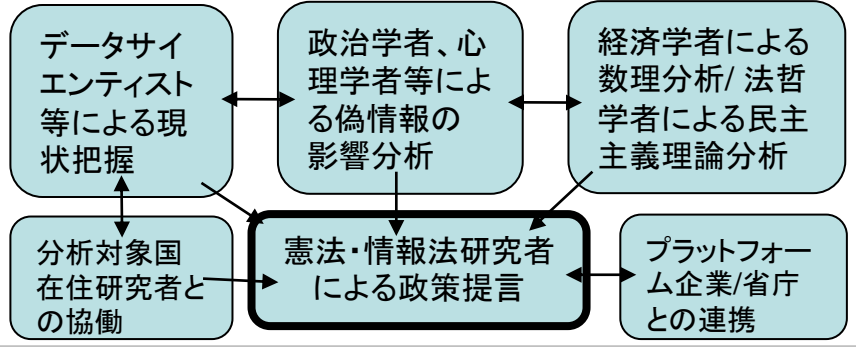 データサイ
エンティスト
等による現
状把握
政治学者、心
理学者等によ
る偽情報の
影響分析
経済学者による
数理分析/ 法哲
学者による民主
主義理論分析
分析対象国
在住研究者と
の協働
憲法・情報法研究者
による政策提言
プラットフォー
ム企業/省庁
との連携